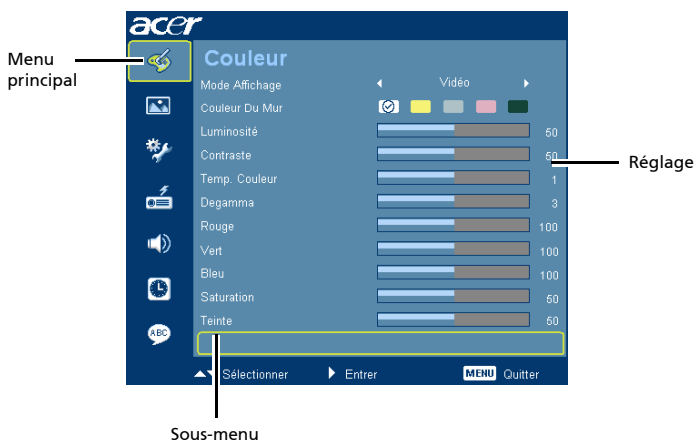 acer
Couleur
Menu principal
Mode Affichage Vidéo
Couleur Du Mur
Luminosité 50
Contraste 50
Réglage
Temp. Couleur 1
Degamma 3
Rouge 100
Vert 100
Bleu 100
Saturation 50
Teinte 50
ABC
Sélectionner Entrer MENU Quitter
Sous-menu